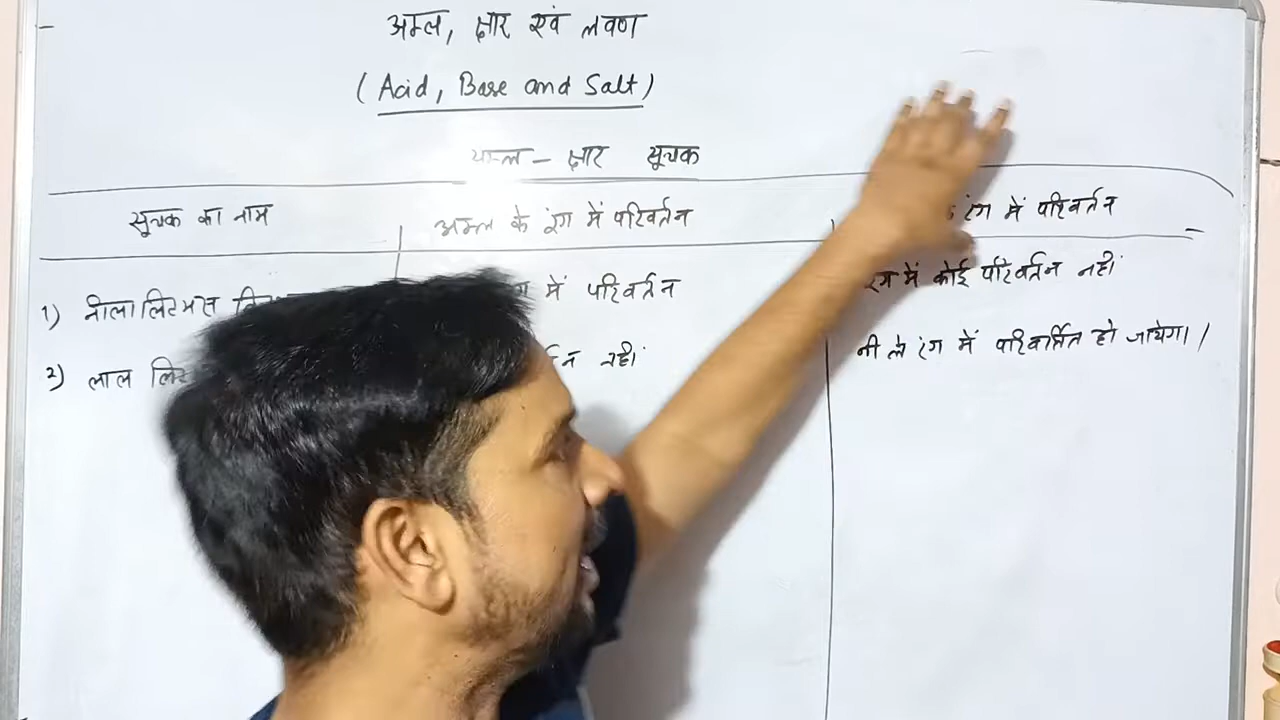 अम्ल, क्षार एवं लवण
(Acid, Base and Salt)
अम्ल - क्षार सूचक
सूचक का नाम अम्ल के रंग में परिवर्तन रंग में परिवर्तन
1) नीला लिटमस में परिवर्तन रंग में कोई परिवर्तन नहीं
2) लाल नहीं नीले रंग में परिवर्तित हो जायेगा।